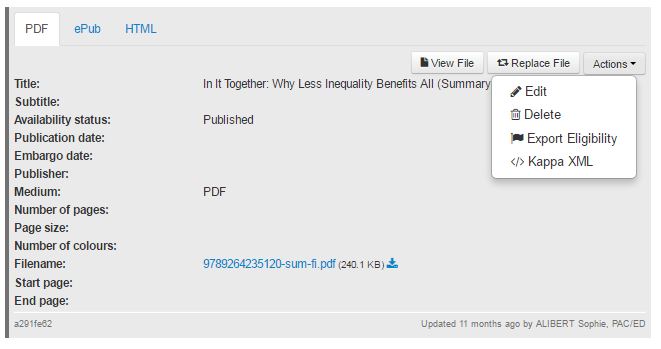 PDF ePub HTML
View File Replace File Actions
Title: In It Together: Why Less Inequality Benefits All (Summary
Edit
Subtitle:
Delete
Availability status: Published
Publication date:
Export Eligibility
Embargo date:
</> Kappa XML
Publisher:
Medium: PDF
Number of pages:
Page size:
Number of colours:
Filename: 9789264235120-sum-fi.pdf (240.1 KB)
Start page:
End page:
a291fe62 Updated 11 months ago by ALIBERT Sophie, PAC/ED